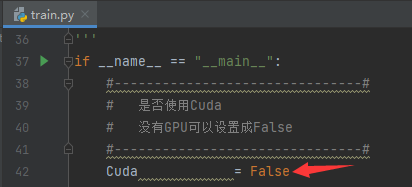 train.py
36 '''
37 if __name__ == "__main__":
38 #-------------------------------#
39 #   是否使用Cuda
40 #   没有GPU可以设置成False
41 #-------------------------------#
42 Cuda            = False